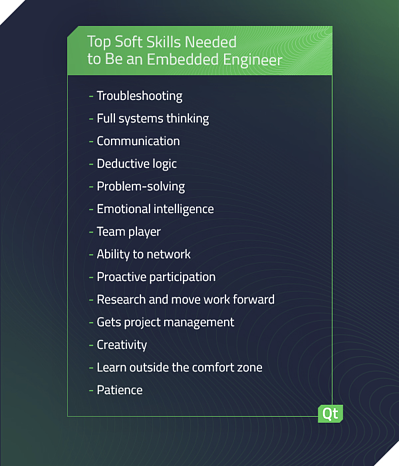 Top Soft Skills Needed
to Be an Embedded Engineer
- Troubleshooting
- Full systems thinking
- Communication
- Deductive logic
- Problem-solving
- Emotional intelligence
- Team player
- Ability to network
- Proactive participation
- Research and move work forward
- Gets project management
- Creativity
- Learn outside the comfort zone
- Patience
Qt